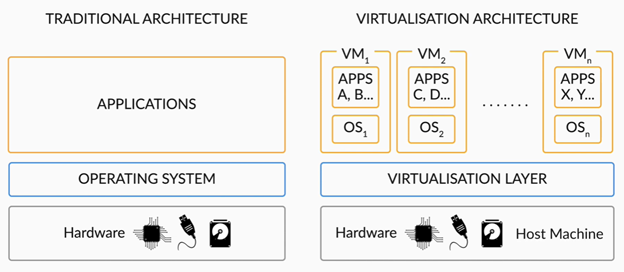 TRADITIONAL ARCHITECTURE
APPLICATIONS
OPERATING SYSTEM
Hardware
VIRTUALISATION ARCHITECTURE
VM1 VM2 VMn
APPS APPS ....... APPS
A, B... C, D... X, Y...
OS1 OS2 OSn
VIRTUALISATION LAYER
Hardware Host Machine